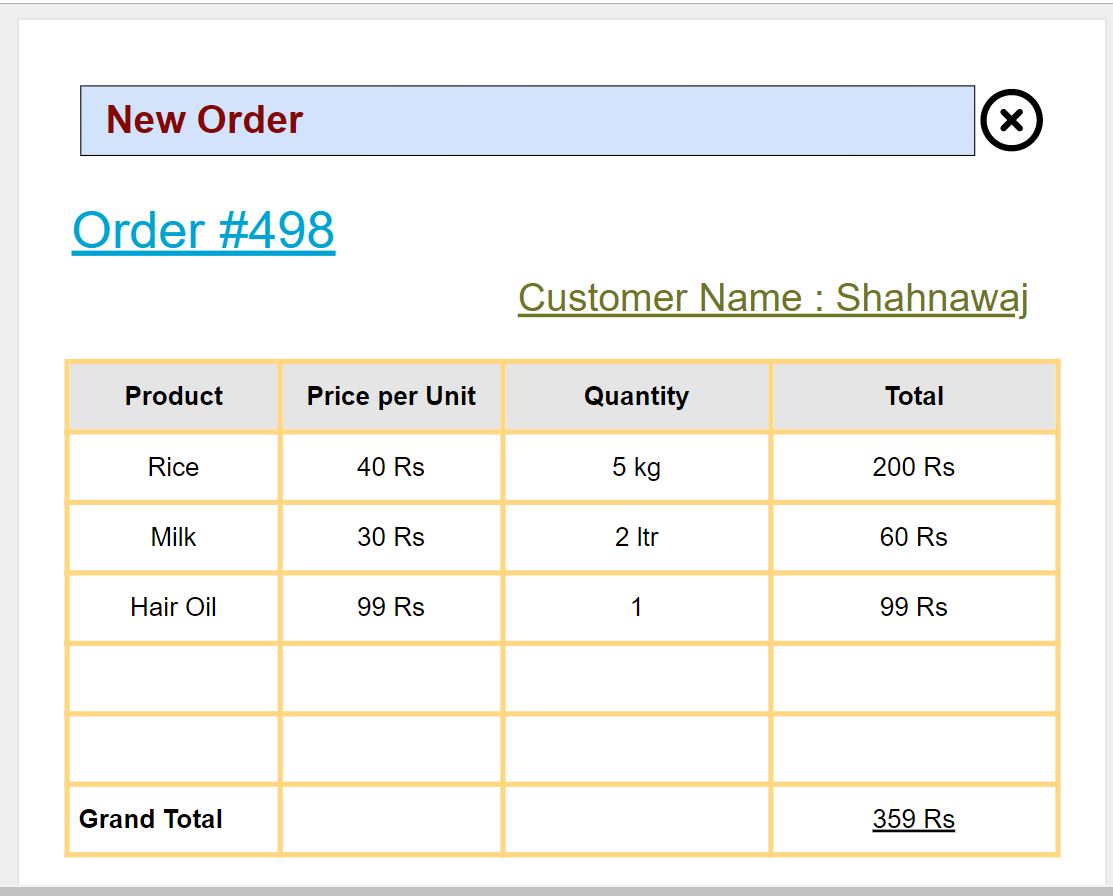 New Order
Order #498
Customer Name : Shahnawaj
Product Price per Unit Quantity Total
Rice 40 Rs 5 kg 200 Rs
Milk 30 Rs 2 ltr 60 Rs
Hair Oil 99 Rs 1 99 Rs
Grand Total 359 Rs